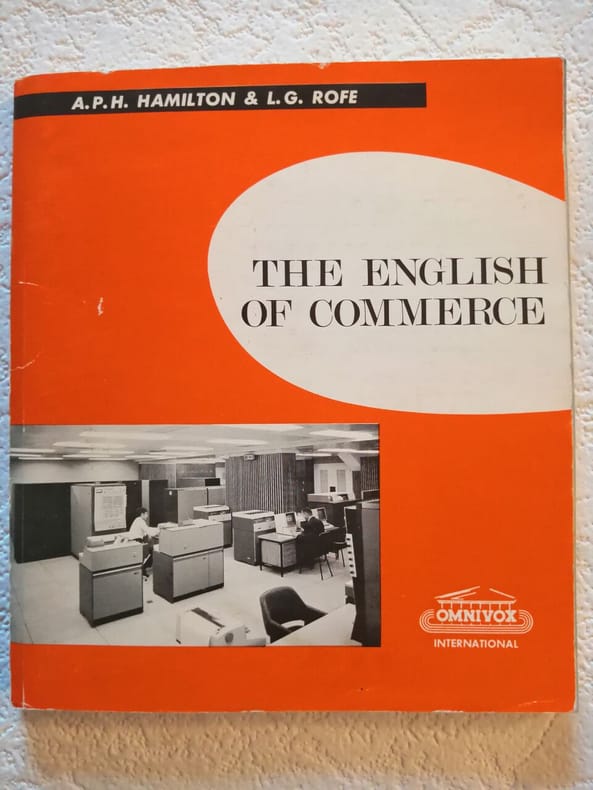 A.P.H. HAMILTON & L.G. ROFE
THE ENGLISH
OF COMMERCE
OMNIVOX
INTERNATIONAL